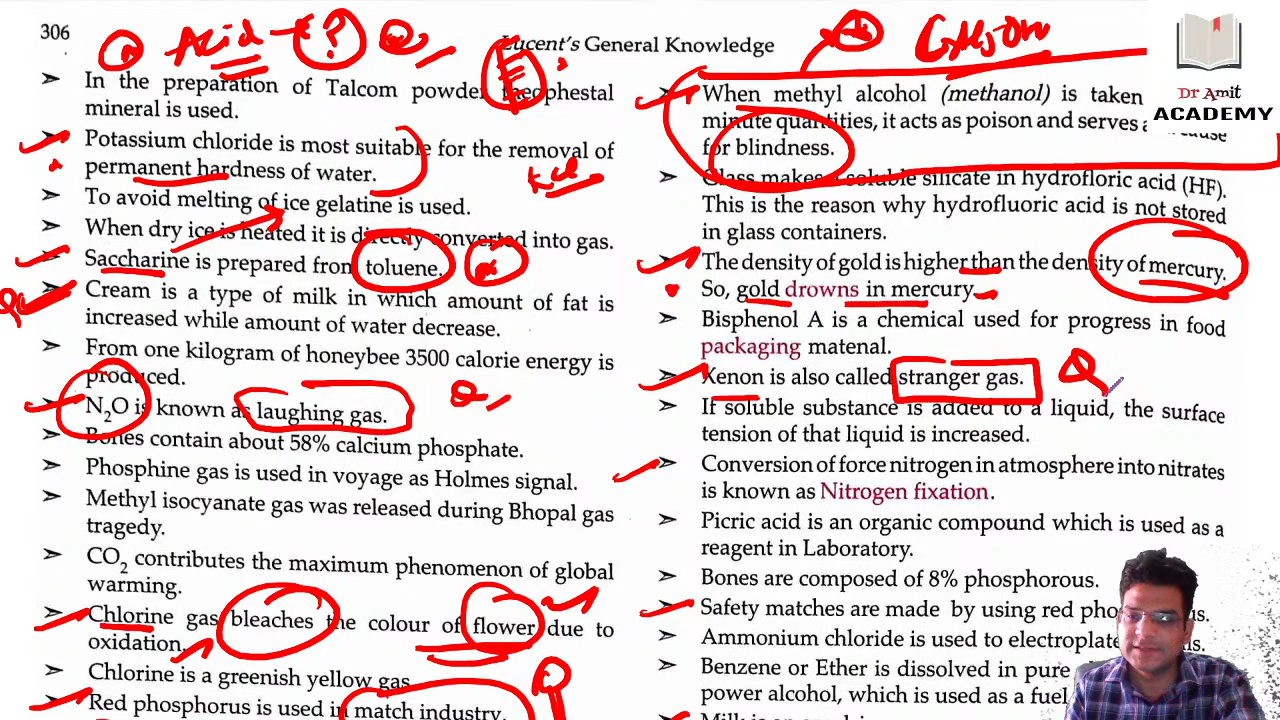 306
Acid - ?
Lucent's General Knowledge
➢ In the preparation of Talcom powder theophestal
mineral is used.
➢ Potassium chloride is most suitable for the removal of
permanent hardness of water.
KCl
➢ To avoid melting of ice gelatine is used.
➢ When dry ice is heated it is directly converted into gas.
➢ Saccharine is prepared from toluene.
➢ Cream is a type of milk in which amount of fat is
increased while amount of water decrease.
➢ From one kilogram of honeybee 3500 calorie energy is
produced.
➢ N₂O is known as laughing gas.
➢ Bones contain about 58% calcium phosphate.
➢ Phosphine gas is used in voyage as Holmes signal.
➢ Methyl isocyanate gas was released during Bhopal gas
tragedy.
➢ CO₂ contributes the maximum phenomenon of global
warming.
➢ Chlorine gas bleaches the colour of flower due to
oxidation.
➢ Chlorine is a greenish yellow gas.
➢ Red phosphorus is used in match industry.
CH₃OH
➢ When methyl alcohol (methanol) is taken
minute quantities, it acts as poison and serves a cause
for blindness.
➢ Glass makes a soluble silicate in hydrofloric acid (HF).
This is the reason why hydrofluoric acid is not stored
in glass containers.
➢ The density of gold is higher than the density of mercury.
So, gold drowns in mercury.
➢ Bisphenol A is a chemical used for progress in food
packaging matenal.
➢ Xenon is also called stranger gas.
➢ If soluble substance is added to a liquid, the surface
tension of that liquid is increased.
➢ Conversion of force nitrogen in atmosphere into nitrates
is known as Nitrogen fixation.
➢ Picric acid is an organic compound which is used as a
reagent in Laboratory.
➢ Bones are composed of 8% phosphorous.
➢ Safety matches are made by using red pho us.
➢ Ammonium chloride is used to electroplate us.
➢ Benzene or Ether is dissolved in pure
power alcohol, which is used as a fuel
Dr Amit
ACADEMY